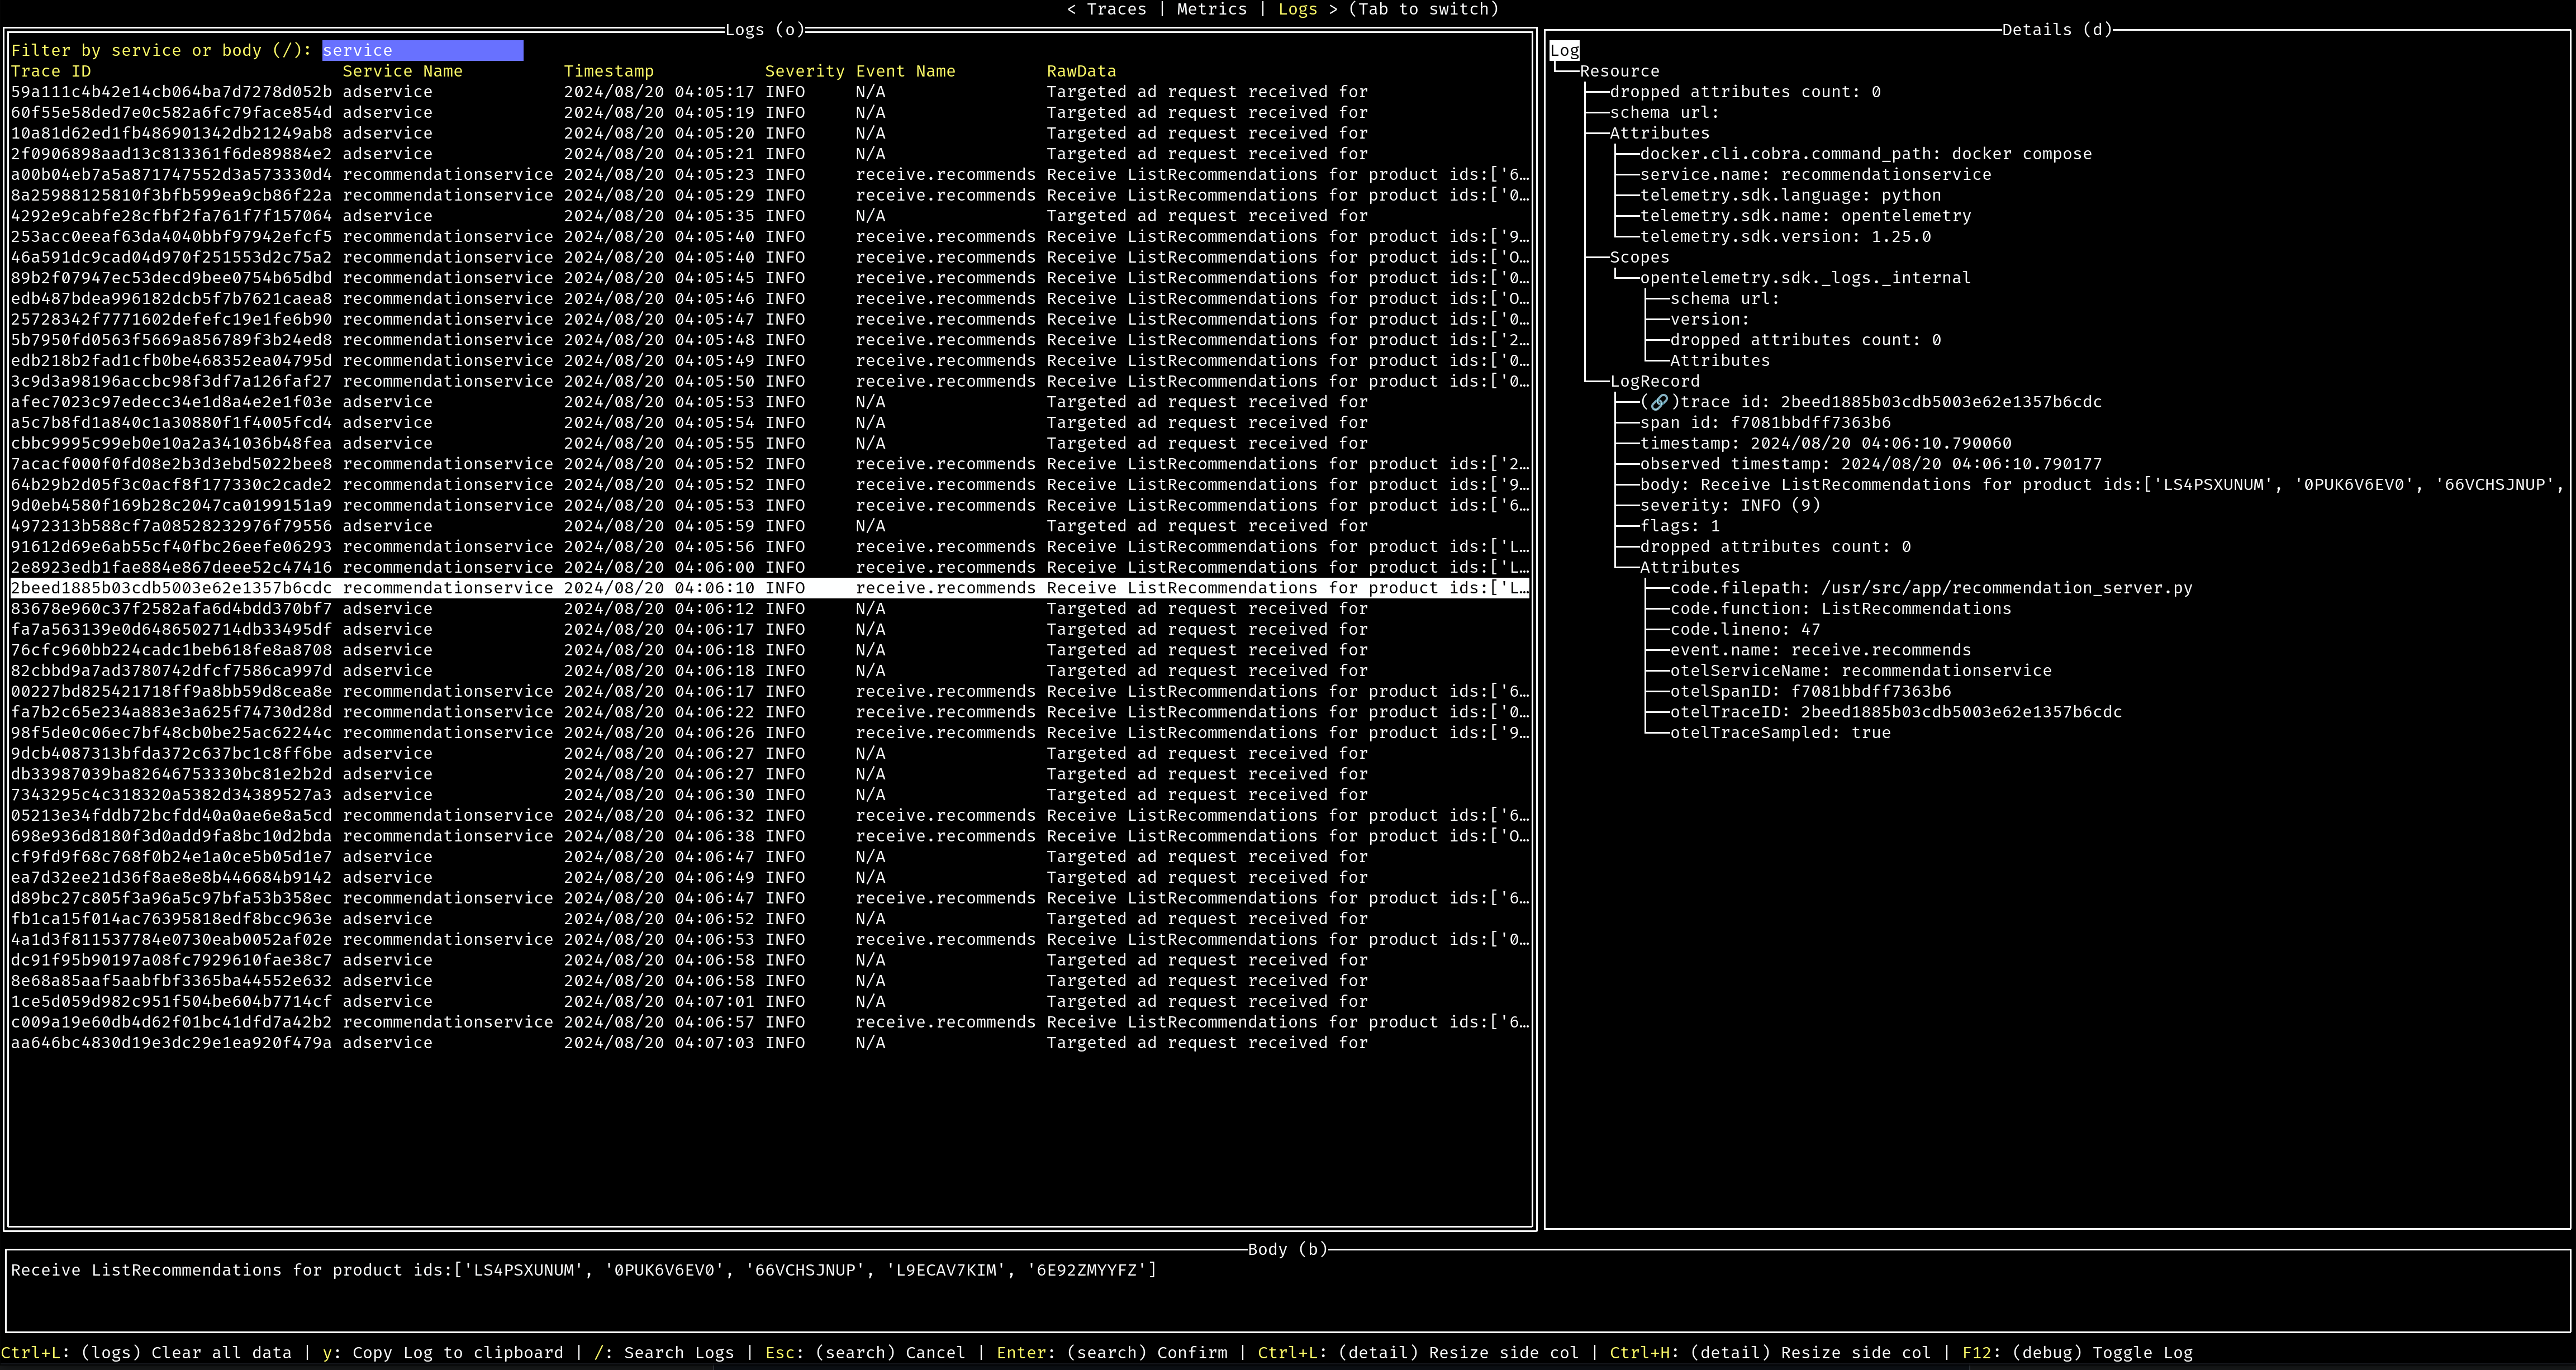 < Traces | Metrics | Logs > (Tab to switch)
Logs (o)
Filter by service or body (/): service
Trace ID Service Name Timestamp Severity Event Name RawData
59a111c4b42e14cb064ba7d7278d052b adservice 2024/08/20 04:05:17 INFO N/A Targeted ad request received for
60f55e58ded7e0c582a6fc79face854d adservice 2024/08/20 04:05:19 INFO N/A Targeted ad request received for
10a81d62ed1fb486901342db21249ab8 adservice 2024/08/20 04:05:20 INFO N/A Targeted ad request received for
2f0906898aad13c813361f6de89884e2 adservice 2024/08/20 04:05:21 INFO N/A Targeted ad request received for
a00b04eb7a5a871747552d3a573330d4 recommendationservice 2024/08/20 04:05:23 INFO receive.recommends Receive ListRecommendations for product ids:['6…
8a25988125810f3bfb599ea9cb86f22a recommendationservice 2024/08/20 04:05:29 INFO receive.recommends Receive ListRecommendations for product ids:['0…
4292e9cabfe28cfbf2fa761f7f157064 adservice 2024/08/20 04:05:35 INFO N/A Targeted ad request received for
253acc0eeaf63da4040bbf97942efcf5 recommendationservice 2024/08/20 04:05:40 INFO receive.recommends Receive ListRecommendations for product ids:['9…
46a591dc9cad04d970f251553d2c75a2 recommendationservice 2024/08/20 04:05:40 INFO receive.recommends Receive ListRecommendations for product ids:['O…
89b2f07947ec53decd9bee0754b65dbd recommendationservice 2024/08/20 04:05:45 INFO receive.recommends Receive ListRecommendations for product ids:['0…
edb487bdea996182dcb5f7b7621caea8 recommendationservice 2024/08/20 04:05:46 INFO receive.recommends Receive ListRecommendations for product ids:['O…
25728342f7771602defefc19e1fe6b90 recommendationservice 2024/08/20 04:05:47 INFO receive.recommends Receive ListRecommendations for product ids:['0…
5b7950fd0563f5669a856789f3b24ed8 recommendationservice 2024/08/20 04:05:48 INFO receive.recommends Receive ListRecommendations for product ids:['2…
edb218b2fad1cfb0be468352ea04795d recommendationservice 2024/08/20 04:05:49 INFO receive.recommends Receive ListRecommendations for product ids:['0…
3c9d3a98196accbc98f3df7a126faf27 recommendationservice 2024/08/20 04:05:50 INFO receive.recommends Receive ListRecommendations for product ids:['0…
afec7023c97edecc34e1d8a4e2e1f03e adservice 2024/08/20 04:05:53 INFO N/A Targeted ad request received for
a5c7b8fd1a840c1a30880f1f4005fcd4 adservice 2024/08/20 04:05:54 INFO N/A Targeted ad request received for
cbbc9995c99eb0e10a2a341036b48fea adservice 2024/08/20 04:05:55 INFO N/A Targeted ad request received for
7acacf000f0fd08e2b3d3ebd5022bee8 recommendationservice 2024/08/20 04:05:52 INFO receive.recommends Receive ListRecommendations for product ids:['2…
64b29b2d05f3c0acf8f177330c2cade2 recommendationservice 2024/08/20 04:05:52 INFO receive.recommends Receive ListRecommendations for product ids:['9…
9d0eb4580f169b28c2047ca0199151a9 recommendationservice 2024/08/20 04:05:53 INFO receive.recommends Receive ListRecommendations for product ids:['6…
4972313b588cf7a08528232976f79556 adservice 2024/08/20 04:05:59 INFO N/A Targeted ad request received for
91612d69e6ab55cf40fbc26eefe06293 recommendationservice 2024/08/20 04:05:56 INFO receive.recommends Receive ListRecommendations for product ids:['L…
2e8923edb1fae884e867deee52c47416 recommendationservice 2024/08/20 04:06:00 INFO receive.recommends Receive ListRecommendations for product ids:['L…
2beed1885b03cdb5003e62e1357b6cdc recommendationservice 2024/08/20 04:06:10 INFO receive.recommends Receive ListRecommendations for product ids:['L…
83678e960c37f2582afa6d4bdd370bf7 adservice 2024/08/20 04:06:12 INFO N/A Targeted ad request received for
fa7a563139e0d6486502714db33495df adservice 2024/08/20 04:06:17 INFO N/A Targeted ad request received for
76cfc960bb224cadc1beb618fe8a8708 adservice 2024/08/20 04:06:18 INFO N/A Targeted ad request received for
82cbbd9a7ad3780742dfcf7586ca997d adservice 2024/08/20 04:06:18 INFO N/A Targeted ad request received for
00227bd825421718ff9a8bb59d8cea8e recommendationservice 2024/08/20 04:06:17 INFO receive.recommends Receive ListRecommendations for product ids:['6…
fa7b2c65e234a883e3a625f74730d28d recommendationservice 2024/08/20 04:06:22 INFO receive.recommends Receive ListRecommendations for product ids:['0…
98f5de0c06ec7bf48cb0be25ac62244c recommendationservice 2024/08/20 04:06:26 INFO receive.recommends Receive ListRecommendations for product ids:['9…
9dcb4087313bfda372c637bc1c8ff6be adservice 2024/08/20 04:06:27 INFO N/A Targeted ad request received for
db33987039ba82646753330bc81e2b2d adservice 2024/08/20 04:06:27 INFO N/A Targeted ad request received for
7343295c4c318320a5382d34389527a3 adservice 2024/08/20 04:06:30 INFO N/A Targeted ad request received for
05213e34fddb72bcfdd40a0ae6e8a5cd recommendationservice 2024/08/20 04:06:32 INFO receive.recommends Receive ListRecommendations for product ids:['6…
698e936d8180f3d0add9fa8bc10d2bda recommendationservice 2024/08/20 04:06:38 INFO receive.recommends Receive ListRecommendations for product ids:['O…
cf9fd9f68c768f0b24e1a0ce5b05d1e7 adservice 2024/08/20 04:06:47 INFO N/A Targeted ad request received for
ea7d32ee21d36f8ae8e8b446684b9142 adservice 2024/08/20 04:06:49 INFO N/A Targeted ad request received for
d89bc27c805f3a96a5c97bfa53b358ec recommendationservice 2024/08/20 04:06:47 INFO receive.recommends Receive ListRecommendations for product ids:['6…
fb1ca15f014ac76395818edf8bcc963e adservice 2024/08/20 04:06:52 INFO N/A Targeted ad request received for
4a1d3f811537784e0730eab0052af02e recommendationservice 2024/08/20 04:06:53 INFO receive.recommends Receive ListRecommendations for product ids:['0…
dc91f95b90197a08fc7929610fae38c7 adservice 2024/08/20 04:06:58 INFO N/A Targeted ad request received for
8e68a85aaf5aabfbf3365ba44552e632 adservice 2024/08/20 04:06:58 INFO N/A Targeted ad request received for
1ce5d059d982c951f504be604b7714cf adservice 2024/08/20 04:07:01 INFO N/A Targeted ad request received for
c009a19e60db4d62f01bc41dfd7a42b2 recommendationservice 2024/08/20 04:06:57 INFO receive.recommends Receive ListRecommendations for product ids:['6…
aa646bc4830d19e3dc29e1ea920f479a adservice 2024/08/20 04:07:03 INFO N/A Targeted ad request received for
Details (d)
Log
Resource
dropped attributes count: 0
schema url:
Attributes
docker.cli.cobra.command_path: docker compose
service.name: recommendationservice
telemetry.sdk.language: python
telemetry.sdk.name: opentelemetry
telemetry.sdk.version: 1.25.0
Scopes
opentelemetry.sdk._logs._internal
schema url:
version:
dropped attributes count: 0
Attributes
LogRecord
(🔗)trace id: 2beed1885b03cdb5003e62e1357b6cdc
span id: f7081bbdff7363b6
timestamp: 2024/08/20 04:06:10.790060
observed timestamp: 2024/08/20 04:06:10.790177
body: Receive ListRecommendations for product ids:['LS4PSXUNUM', '0PUK6V6EV0', '66VCHSJNUP',
severity: INFO (9)
flags: 1
dropped attributes count: 0
Attributes
code.filepath: /usr/src/app/recommendation_server.py
code.function: ListRecommendations
code.lineno: 47
event.name: receive.recommends
otelServiceName: recommendationservice
otelSpanID: f7081bbdff7363b6
otelTraceID: 2beed1885b03cdb5003e62e1357b6cdc
otelTraceSampled: true
Body (b)
Receive ListRecommendations for product ids:['LS4PSXUNUM', '0PUK6V6EV0', '66VCHSJNUP', 'L9ECAV7KIM', '6E92ZMYYFZ']
Ctrl+L: (logs) Clear all data | y: Copy Log to clipboard | /: Search Logs | Esc: (search) Cancel | Enter: (search) Confirm | Ctrl+L: (detail) Resize side col | Ctrl+H: (detail) Resize side col | F12: (debug) Toggle Log